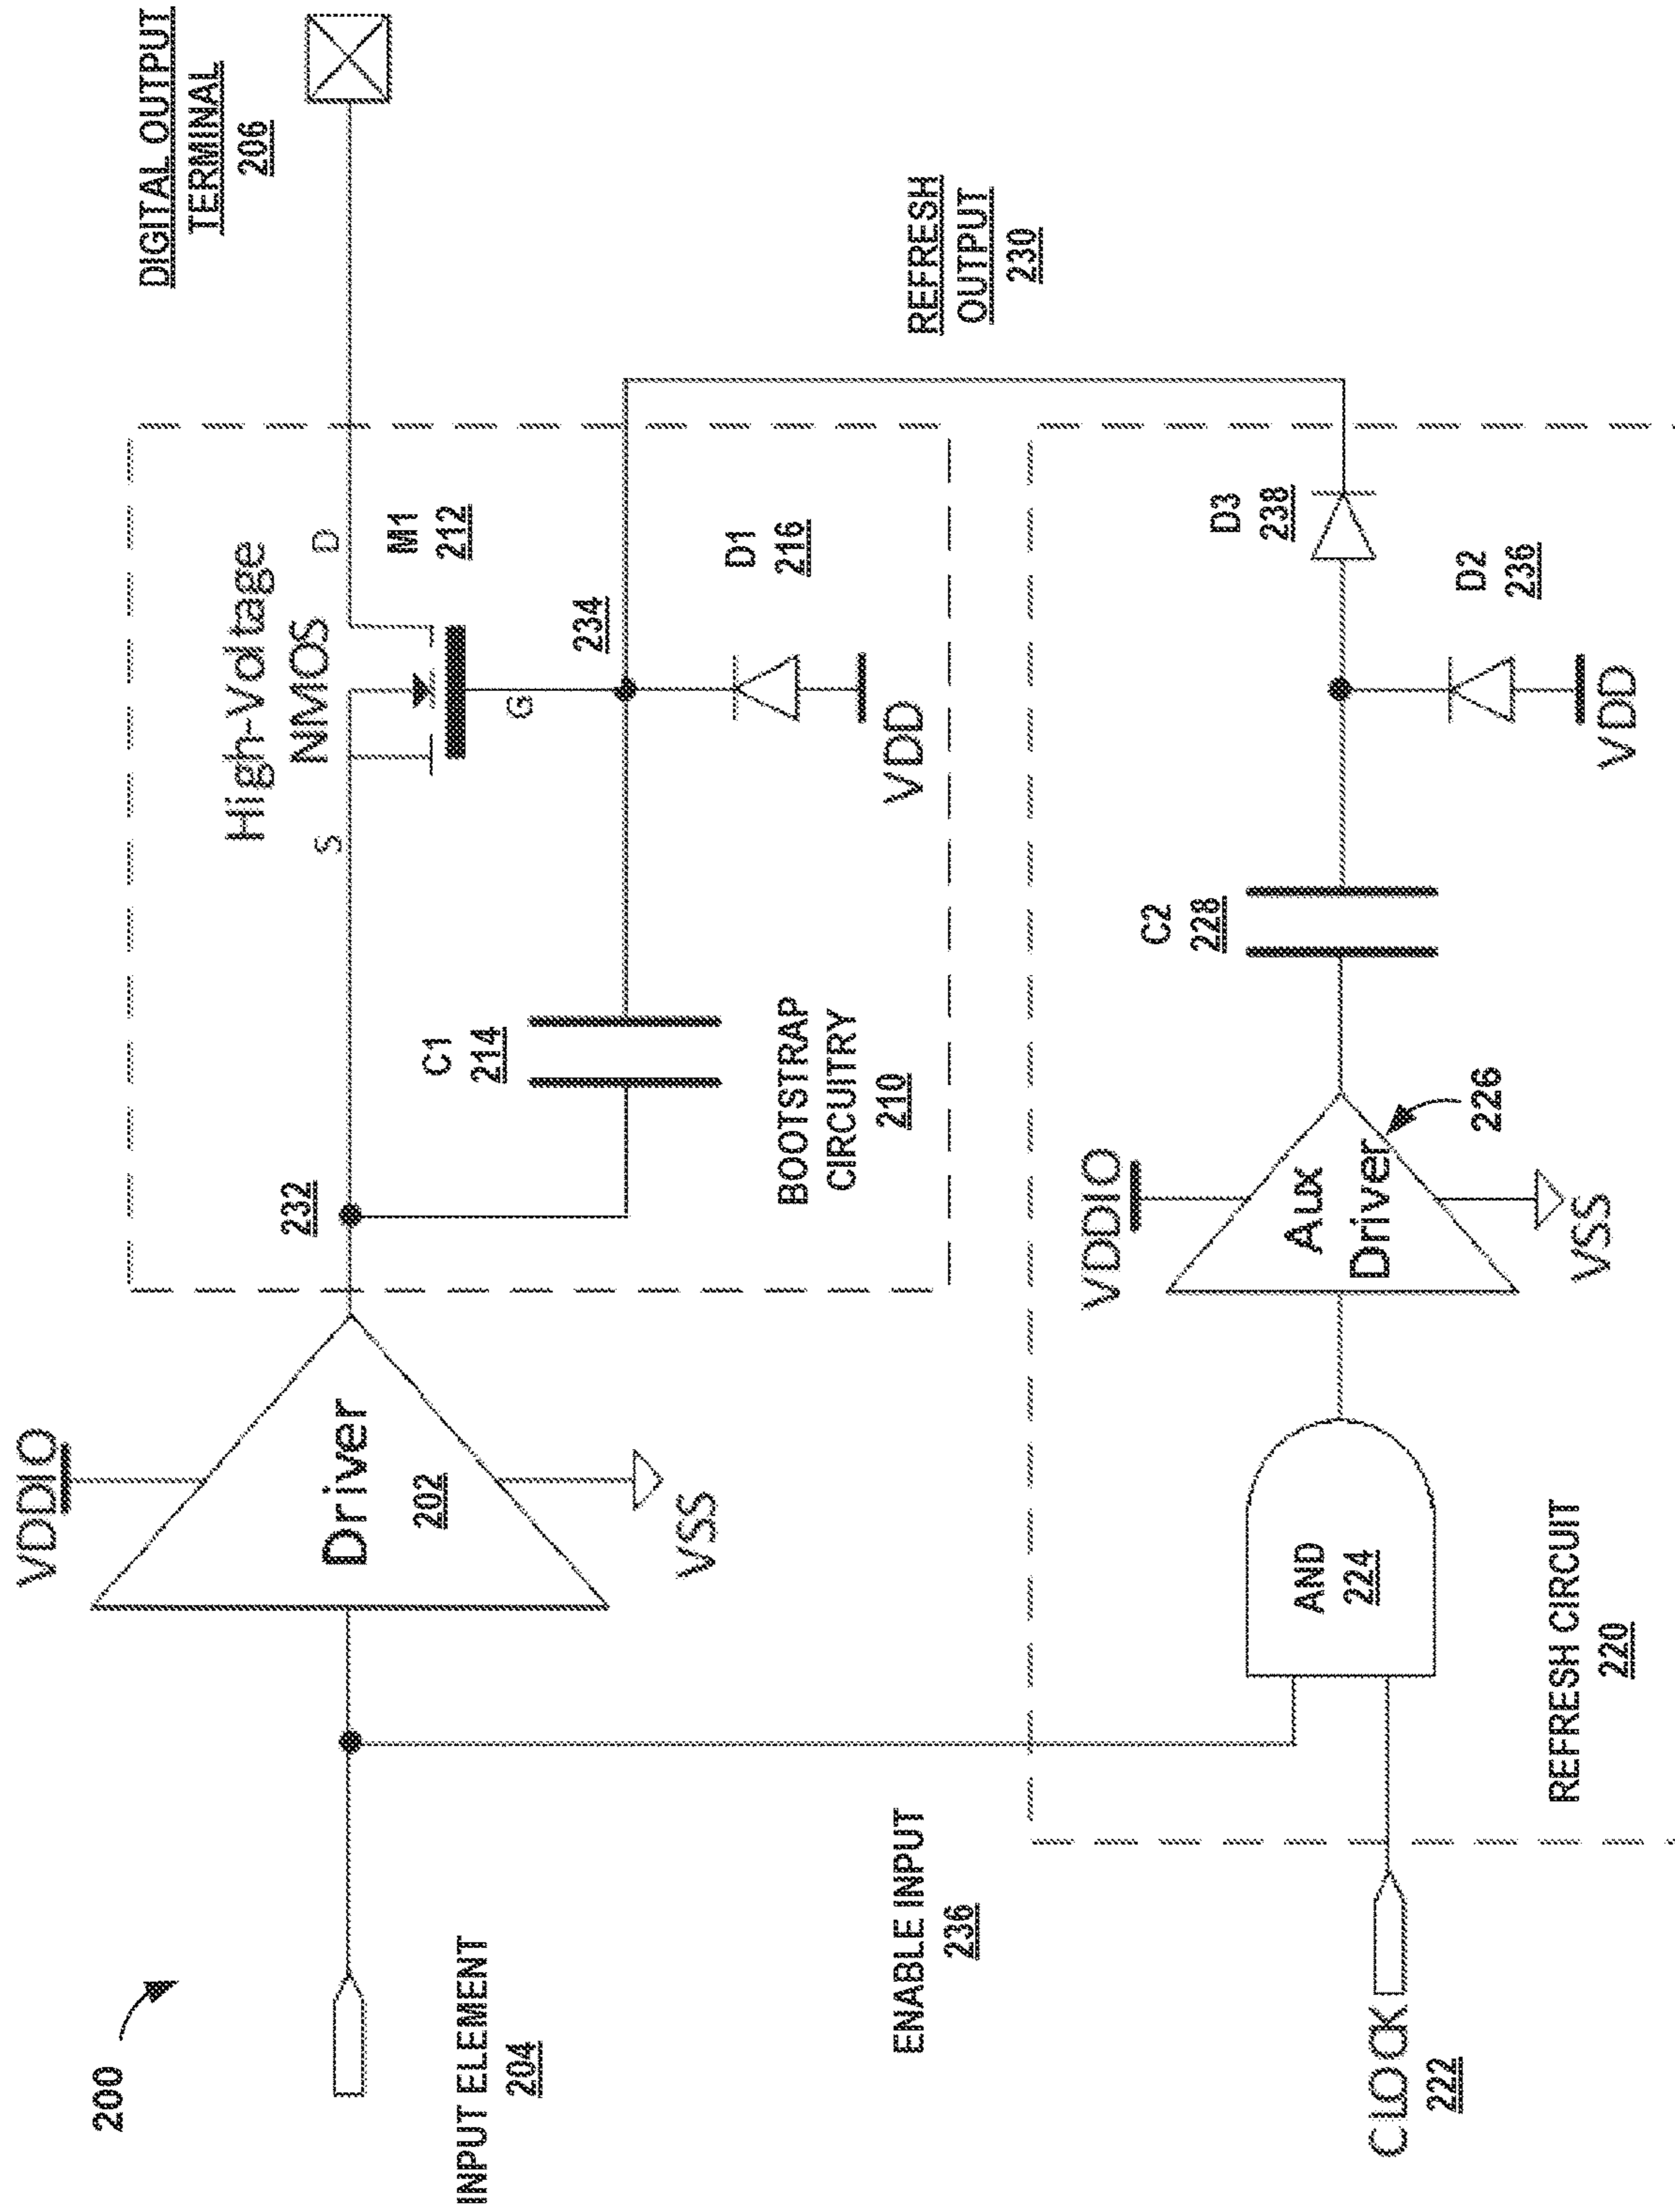 200
VDDIO
Driver
202
VSS
INPUT ELEMENT
204
232
High-Voltage
NMOS
S
D
G
M1
212
C1
214
234
D1
216
VDD
BOOTSTRAP
CIRCUITRY
210
DIGITAL OUTPUT
TERMINAL
206
REFRESH
OUTPUT
230
ENABLE INPUT
236
CLOCK
222
AND
224
REFRESH CIRCUIT
220
VDDIO
Aux
Driver
226
VSS
C2
228
D3
238
D2
236
VDD